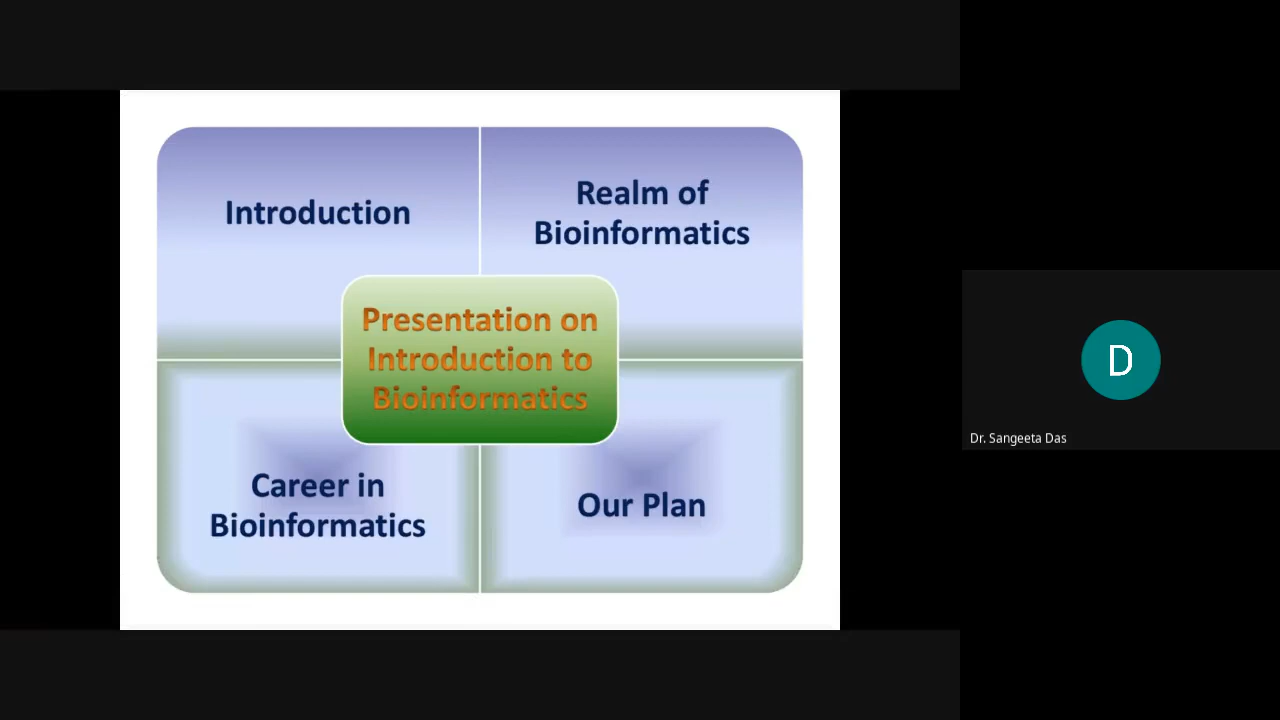 Introduction
Realm of
Bioinformatics
Presentation on
Introduction to
Bioinformatics
Career in
Bioinformatics
Our Plan
D
Dr. Sangeeta Das